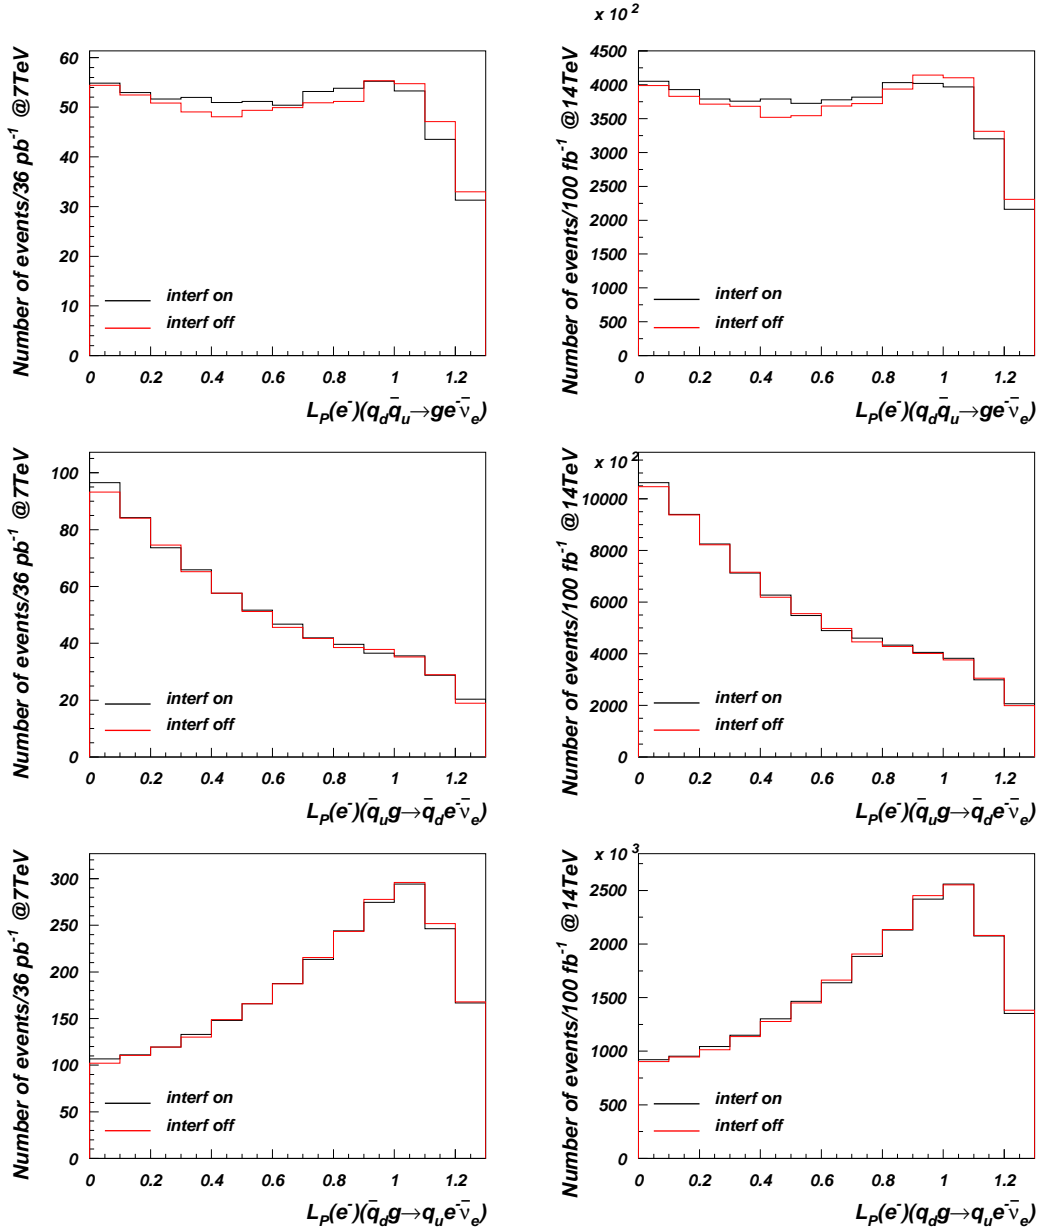 Number of events/36 pb⁻¹ @7TeV
60
50
40
30
20
10
0
interf on
interf off
0 0.2 0.4 0.6 0.8 1 1.2
L_P(e⁻)(q_d q̄_u→ge⁻ν̄_e)
x 10²
Number of events/100 fb⁻¹ @14TeV
4500
4000
3500
3000
2500
2000
1500
1000
500
0
interf on
interf off
0 0.2 0.4 0.6 0.8 1 1.2
L_P(e⁻)(q_d q̄_u→ge⁻ν̄_e)
Number of events/36 pb⁻¹ @7TeV
100
80
60
40
20
0
interf on
interf off
0 0.2 0.4 0.6 0.8 1 1.2
L_P(e⁻)(q̄_u g→q̄_d e⁻ν̄_e)
x 10²
Number of events/100 fb⁻¹ @14TeV
10000
8000
6000
4000
2000
0
interf on
interf off
0 0.2 0.4 0.6 0.8 1 1.2
L_P(e⁻)(q̄_u g→q̄_d e⁻ν̄_e)
Number of events/36 pb⁻¹ @7TeV
300
250
200
150
100
50
0
interf on
interf off
0 0.2 0.4 0.6 0.8 1 1.2
L_P(e⁻)(q̄_d g→q_u e⁻ν̄_e)
x 10³
Number of events/100 fb⁻¹ @14TeV
2500
2000
1500
1000
500
0
interf on
interf off
0 0.2 0.4 0.6 0.8 1 1.2
L_P(e⁻)(q_d g→q_u e⁻ν̄_e)